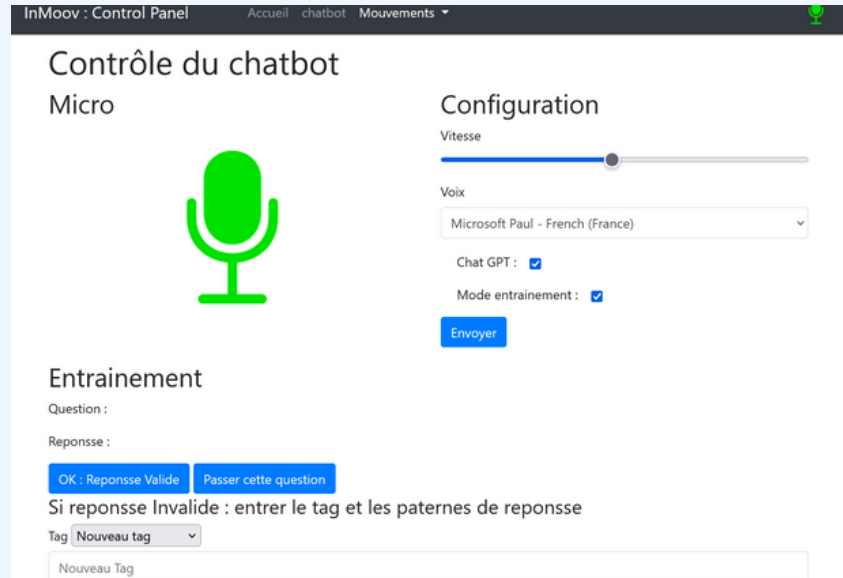 InMoov : Control Panel Accueil chatbot Mouvements
Contrôle du chatbot
Micro
Configuration
Vitesse
Voix
Microsoft Paul - French (France)
Chat GPT :
Mode entrainement :
Envoyer
Entrainement
Question :
Reponsse :
OK : Reponsse Valide Passer cette question
Si reponsse Invalide : entrer le tag et les paternes de reponsse
Tag Nouveau tag
Nouveau Tag